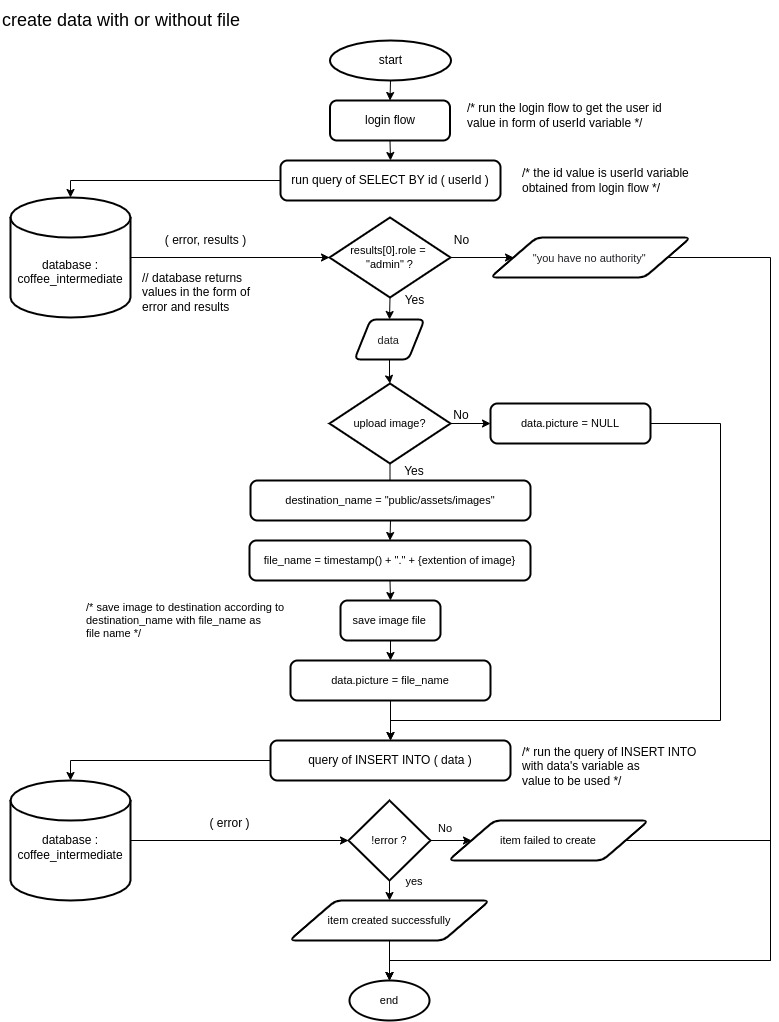 create data with or without file
start
login flow
/* run the login flow to get the user id
value in form of userId variable */
run query of SELECT BY id ( userId )
/* the id value is userId variable
obtained from login flow */
database :
coffee_intermediate
( error, results )
// database returns
values in the form of
error and results
results[0].role =
"admin" ?
No
"you have no authority"
Yes
data
upload image?
No
data.picture = NULL
Yes
destination_name = "public/assets/images"
file_name = timestamp() + "." + {extention of image}
/* save image to destination according to
destination_name with file_name as
file name */
save image file
data.picture = file_name
query of INSERT INTO ( data )
/* run the query of INSERT INTO
with data's variable as
value to be used */
database :
coffee_intermediate
( error )
!error ?
No
item failed to create
yes
item created successfully
end